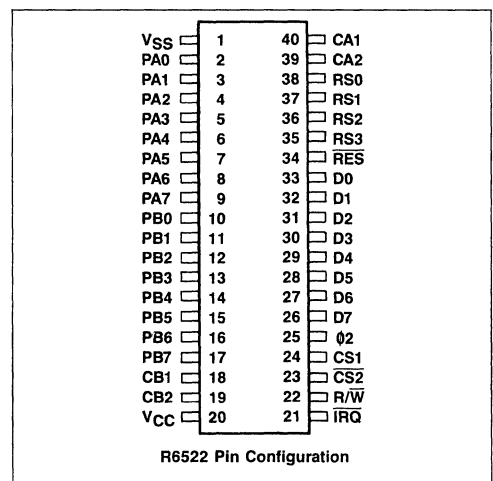 VSS 1 40 CA1
PA0 2 39 CA2
PA1 3 38 RS0
PA2 4 37 RS1
PA3 5 36 RS2
PA4 6 35 RS3
PA5 7 34 R̅E̅S̅
PA6 8 33 D0
PA7 9 32 D1
PB0 10 31 D2
PB1 11 30 D3
PB2 12 29 D4
PB3 13 28 D5
PB4 14 27 D6
PB5 15 26 D7
PB6 16 25 ϕ2
PB7 17 24 CS1
CB1 18 23 C̅S̅2̅
CB2 19 22 R/W̅
VCC 20 21 I̅R̅Q̅
R6522 Pin Configuration